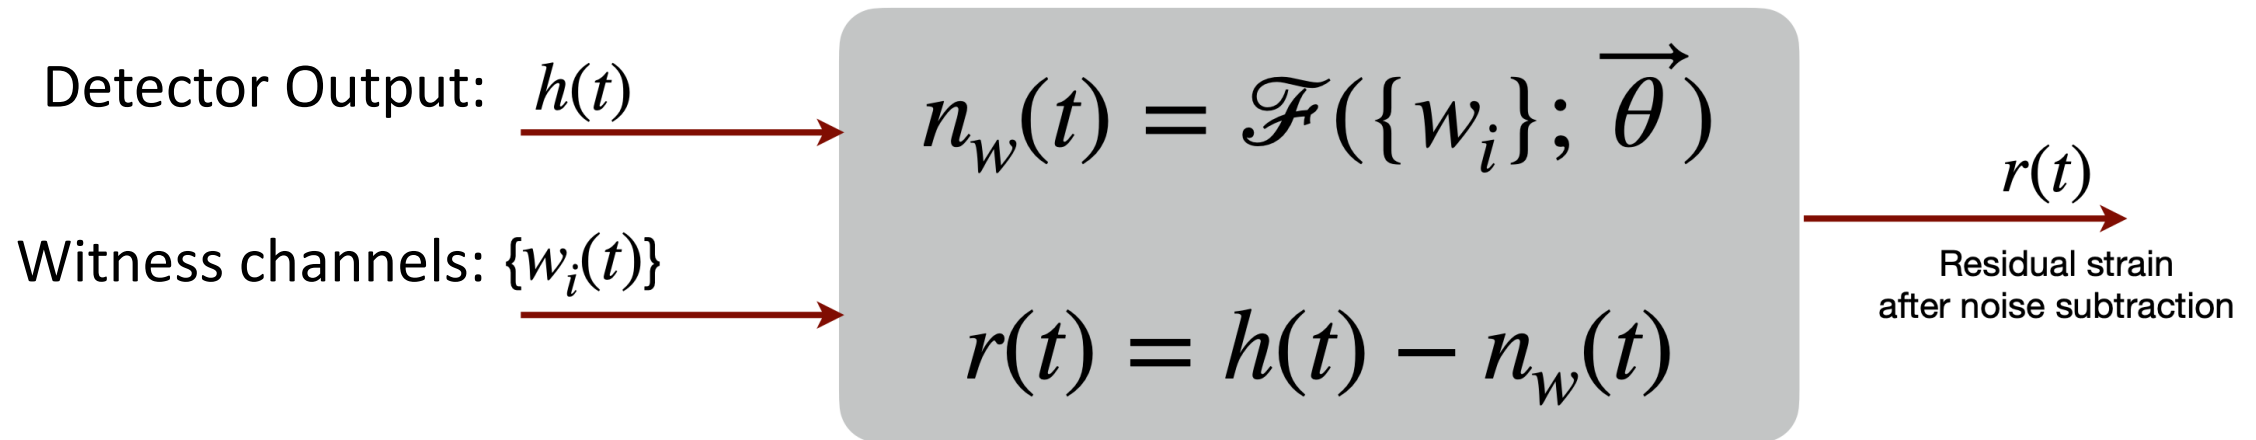 Detector Output: h(t)
Witness channels: {w_i(t)}
n_w(t) = ℱ({w_i}; θ⃗)
r(t) = h(t) − n_w(t)
r(t)
Residual strain
after noise subtraction